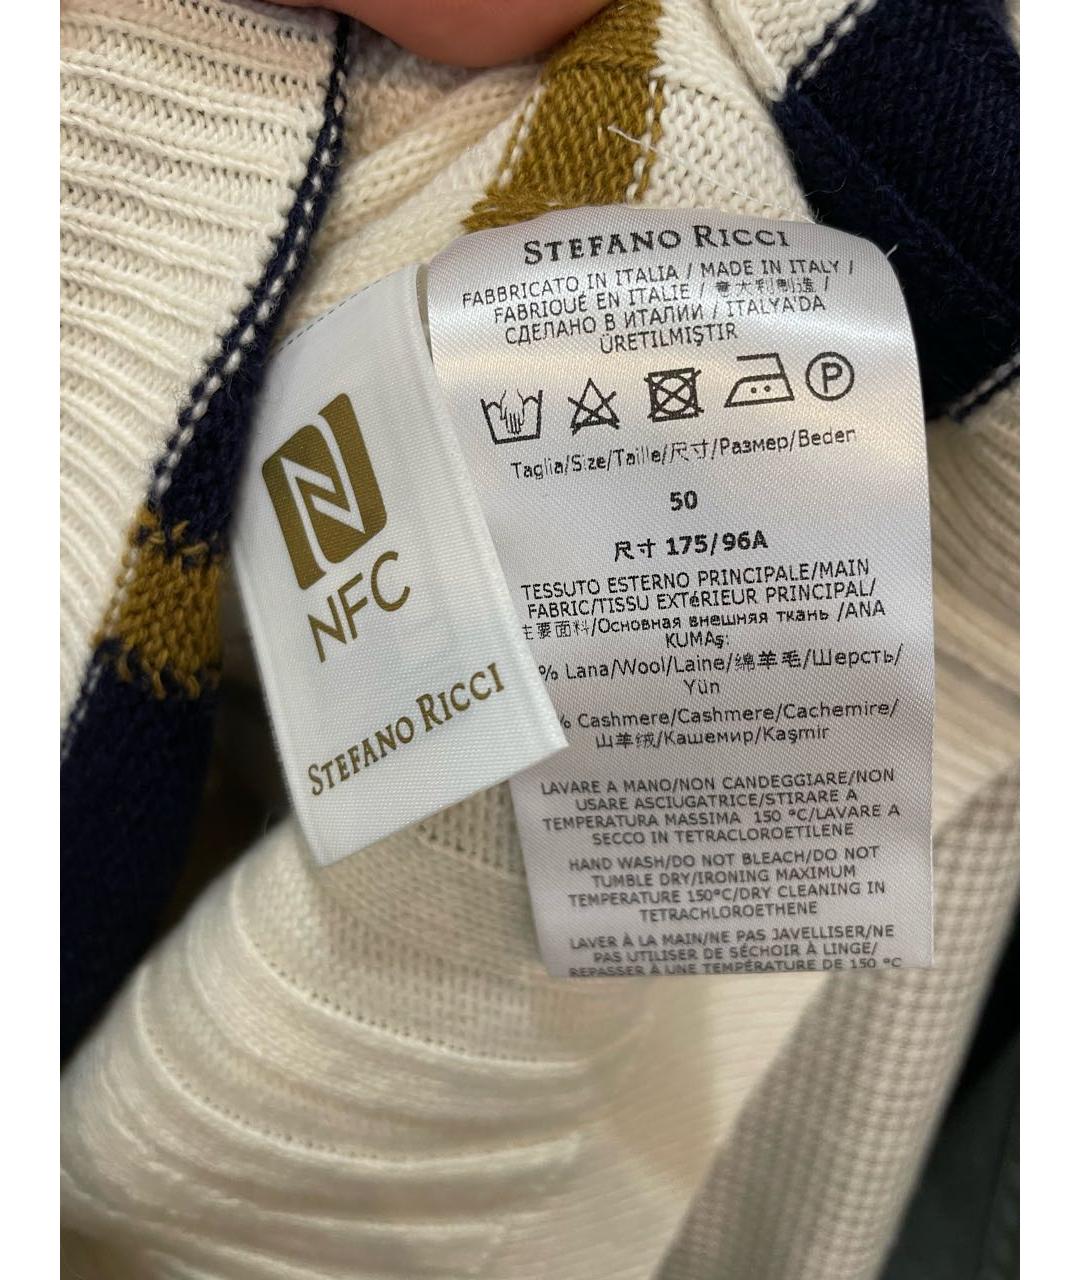 STEFANO RICCI
FABBRICATO IN ITALIA / MADE IN ITALY /
FABRIQUÉ EN ITALIE / 意大利制造 /
СДЕЛАНО В ИТАЛИИ / ITALYA'DA
ÜRETILMIŞTIR
P
Taglia/Size/Taille/尺寸/Размер/Beden
50
尺寸 175/96A
TESSUTO ESTERNO PRINCIPALE/MAIN
FABRIC/TISSU EXTéRIEUR PRINCIPAL/
主要面料/Основная внешняя ткань /ANA
KUMAş:
% Lana/Wool/Laine/绵羊毛/Шерсть/
Yün
% Cashmere/Cashmere/Cachemire/
山羊绒/Кашемир/Kaşmir
LAVARE A MANO/NON CANDEGGIARE/NON
USARE ASCIUGATRICE/STIRARE A
TEMPERATURA MASSIMA 150 °C/LAVARE A
SECCO IN TETRACLOROETILENE
HAND WASH/DO NOT BLEACH/DO NOT
TUMBLE DRY/IRONING MAXIMUM
TEMPERATURE 150°C/DRY CLEANING IN
TETRACHLOROETHENE
LAVER À LA MAIN/NE PAS JAVELLISER/NE
PAS UTILISER DE SÉCHOIR À LINGE/
REPASSER À UNE TEMPÉRATURE DE 150 °C
N
NFC
STEFANO RICCI